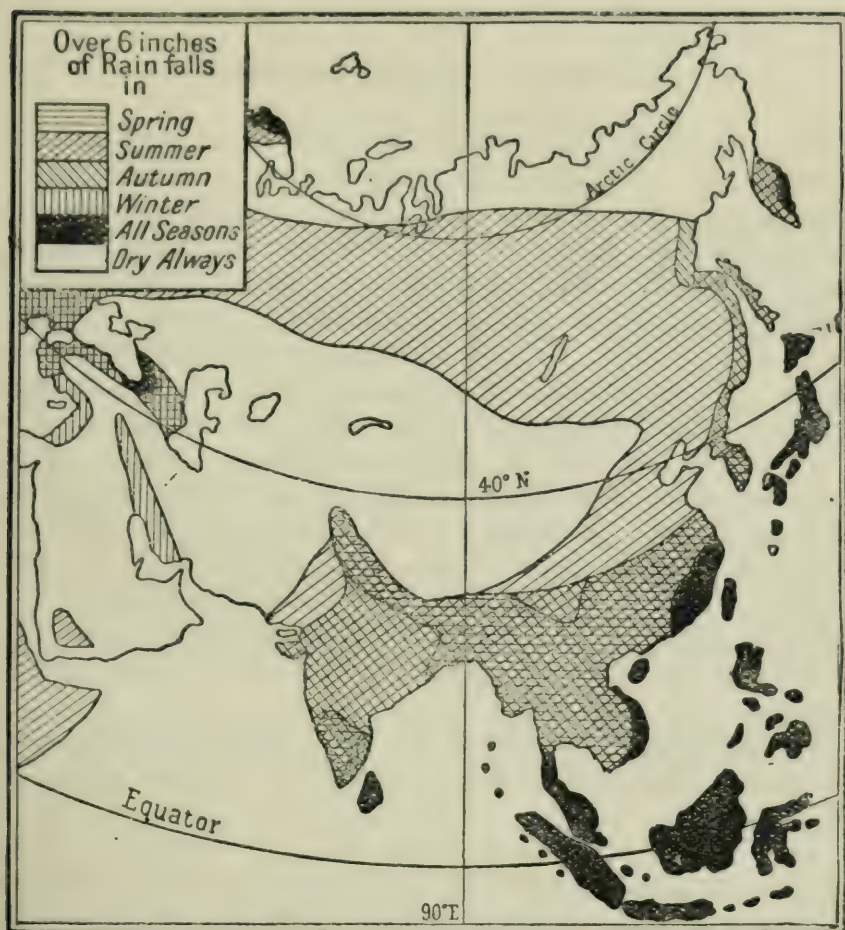 Over 6 inches
of Rain falls
in
Spring
Summer
Autumn
Winter
All Seasons
Dry Always
Arctic Circle
40° N
Equator
90°E